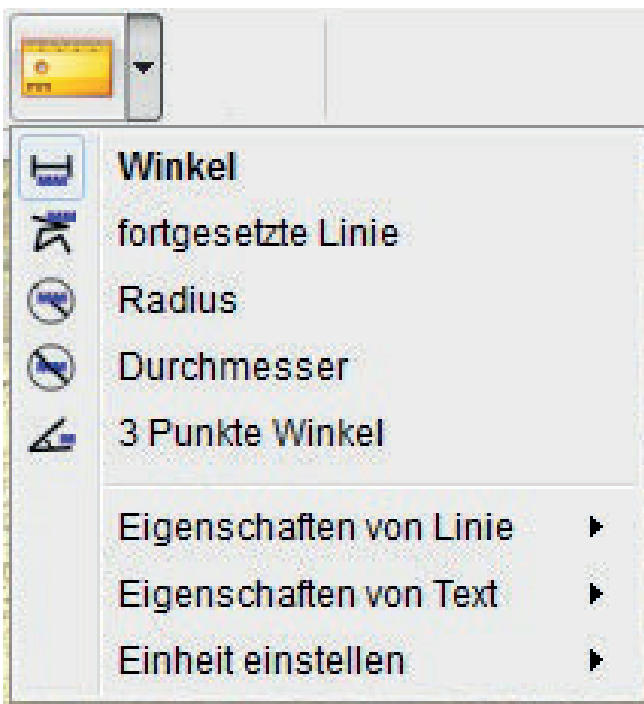 Winkel
fortgesetzte Linie
Radius
Durchmesser
3 Punkte Winkel
Eigenschaften von Linie
Eigenschaften von Text
Einheit einstellen